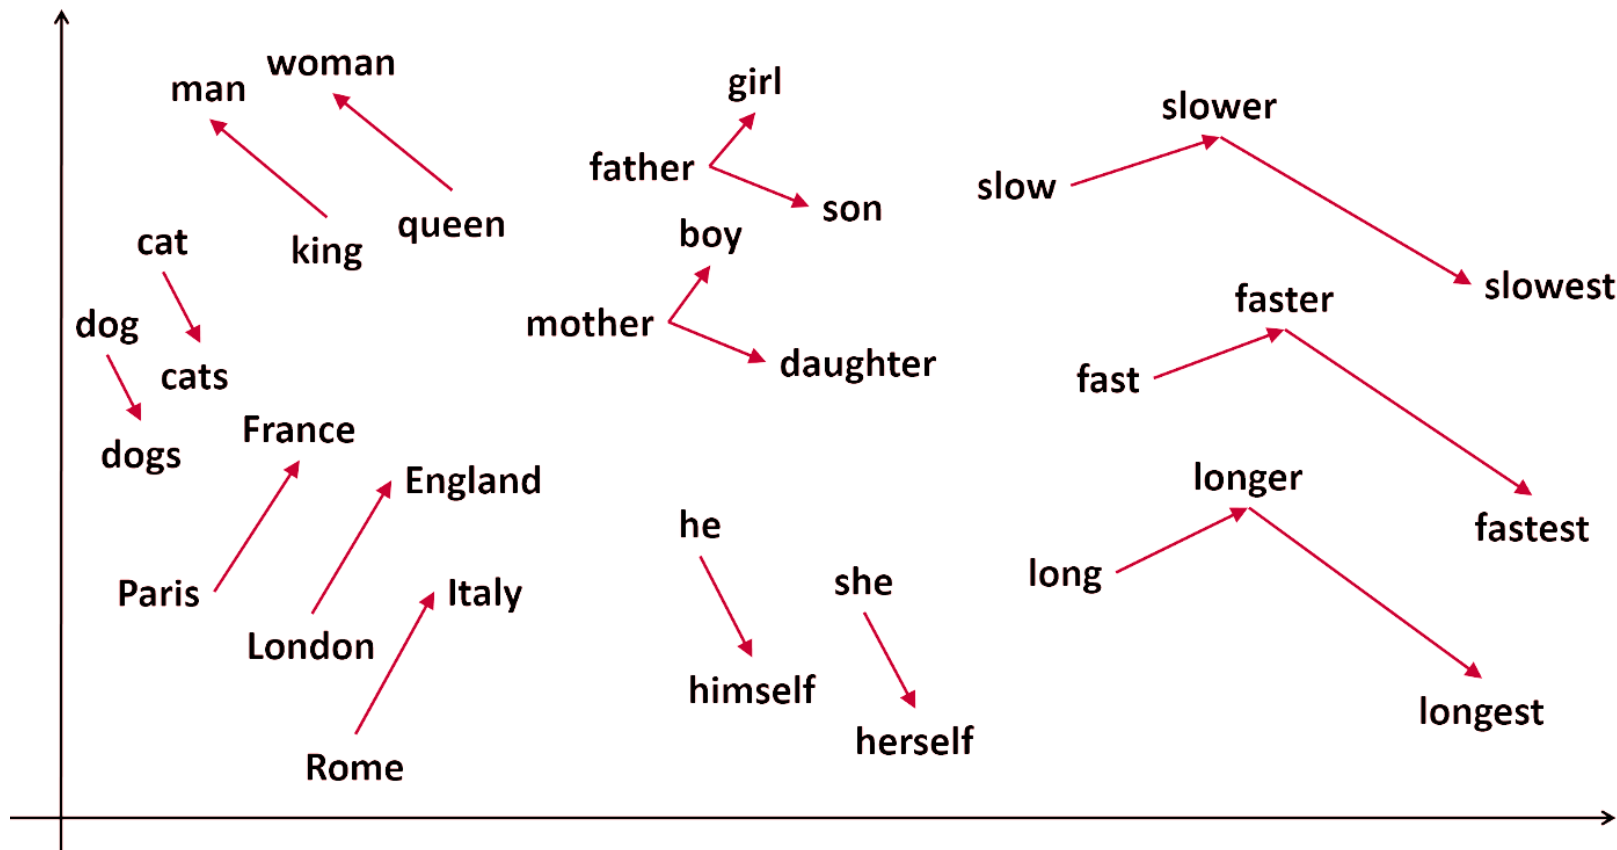 man
woman
king
queen
cat
cats
dog
dogs
France
England
Italy
Paris
London
Rome
girl
father
son
boy
mother
daughter
he
himself
she
herself
slower
slow
slowest
faster
fast
fastest
longer
long
longest